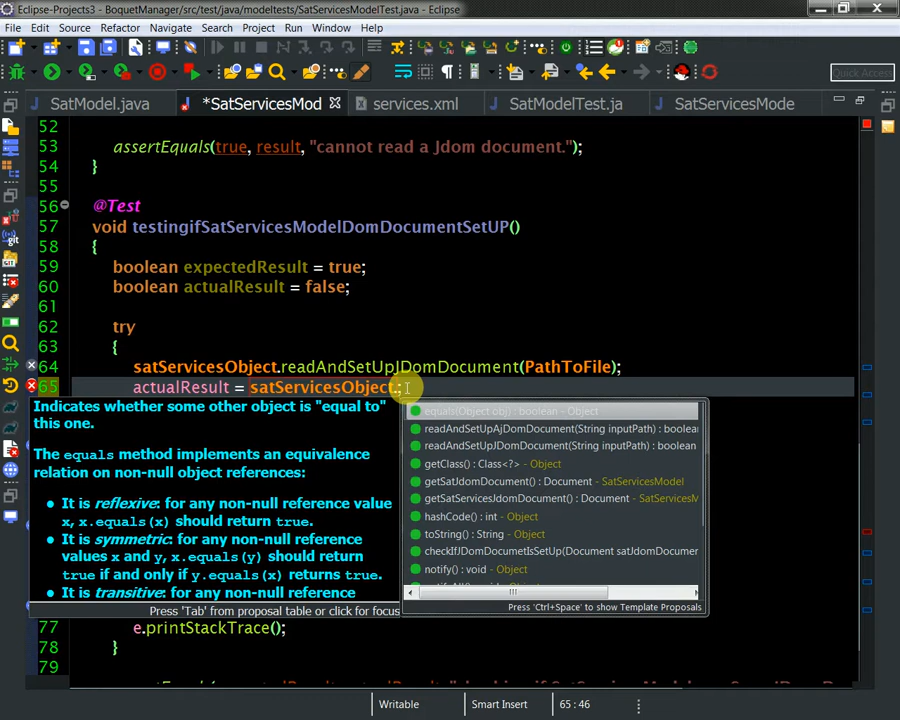 Eclipse-Projects3 - BoquetManager/src/test/java/modeltests/SatServicesModelTest.java - Eclipse
File Edit Source Refactor Navigate Search Project Run Window Help
Quick Access
SatModel.java *SatServicesMod services.xml SatModelTest.ja SatServicesMode
52
53 assertEquals(true, result, "cannot read a Jdom document.");
54 }
55
56 @Test
57 void testingifSatServicesModelDomDocumentSetUP()
58 {
59 boolean expectedResult = true;
60 boolean actualResult = false;
61
62 try
63 {
64 satServicesObject.readAndSetUpJDomDocument(PathToFile);
65 actualResult = satServicesObject.;
Indicates whether some other object is "equal to"
this one.
The equals method implements an equivalence
relation on non-null object references:
• It is reflexive: for any non-null reference value
x, x.equals(x) should return true.
• It is symmetric: for any non-null reference
values x and y, x.equals(y) should return
true if and only if y.equals(x) returns true.
• It is transitive: for any non-null reference
Press 'Tab' from proposal table or click for focus
equals(Object obj) : boolean - Object
readAndSetUpAjDomDocument(String inputPath) : boolean
readAndSetUpJDomDocument(String inputPath) : boolean
getClass() : Class<?> - Object
getSatJdomDocument() : Document - SatServicesModel
getSatServicesJdomDocument() : Document - SatServicesM
hashCode() : int - Object
toString() : String - Object
checkIfJDomDocumetIsSetUp(Document satJdomDocumen
notify() : void - Object
Press 'Ctrl+Space' to show Template Proposals
77 e.printStackTrace();
78 }
79
Writable Smart Insert 65 : 46